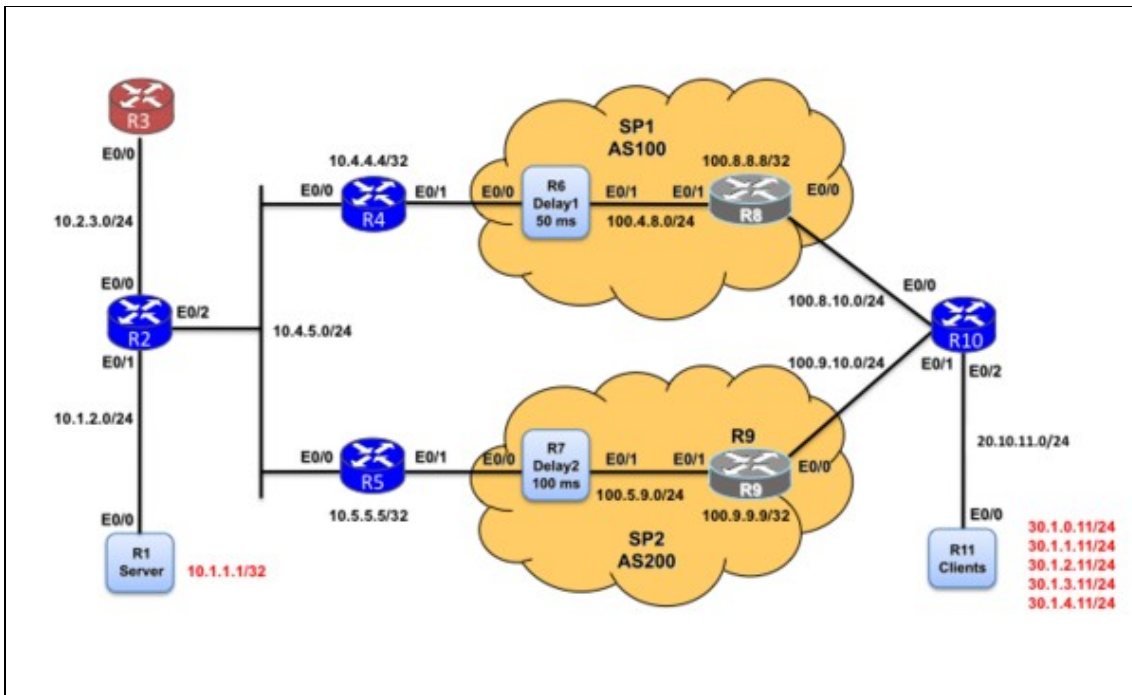 R3
E0/0
10.2.3.0/24
E0/0
R2
E0/2
E0/1
10.1.2.0/24
E0/0
R1
Server
10.1.1.1/32
10.4.5.0/24
10.4.4.4/32
E0/0
R4
E0/1
SP1
AS100
E0/0
R6
Delay1
50 ms
E0/1
100.4.8.0/24
E0/1
100.8.8.8/32
R8
E0/0
100.8.10.0/24
E0/0
R10
100.9.10.0/24
E0/1
E0/2
E0/0
R5
E0/1
10.5.5.5/32
E0/0
R7
Delay2
100 ms
E0/1
100.5.9.0/24
E0/1
R9
R9
E0/0
100.9.9.9/32
SP2
AS200
20.10.11.0/24
E0/0
R11
Clients
30.1.0.11/24
30.1.1.11/24
30.1.2.11/24
30.1.3.11/24
30.1.4.11/24